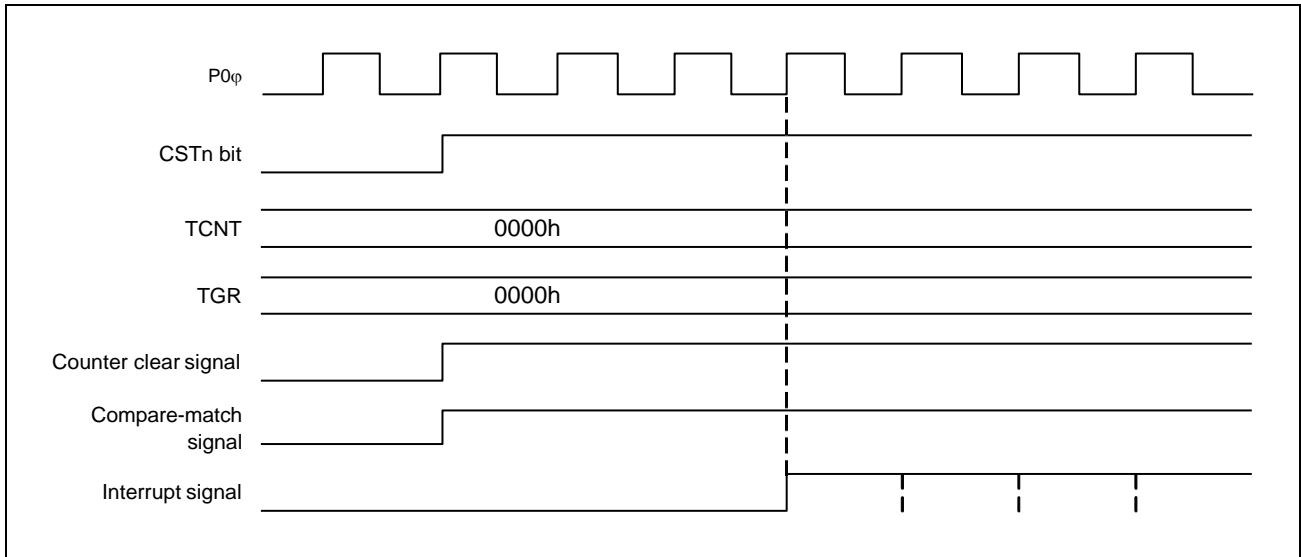 P0φ
CSTn bit
TCNT
0000h
TGR
0000h
Counter clear signal
Compare-match
signal
Interrupt signal